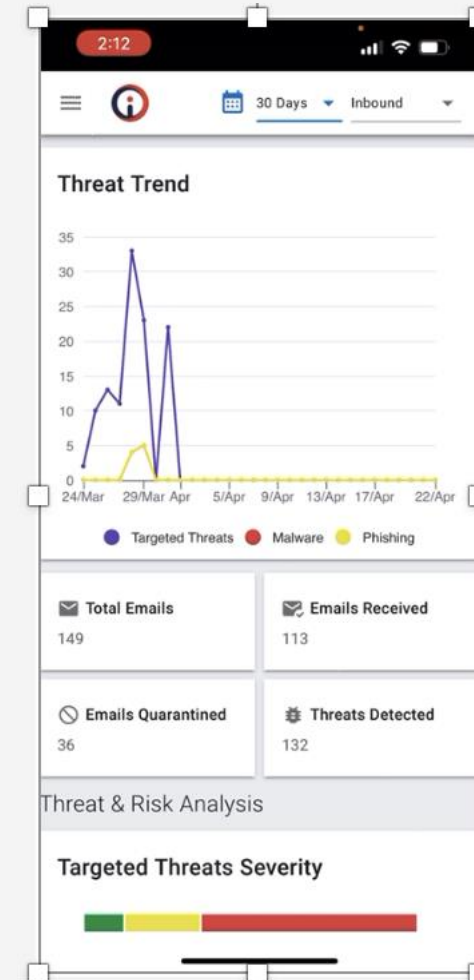 2:12
30 Days Inbound
Threat Trend
35
30
25
20
15
10
5
0
24/Mar 29/Mar Apr 5/Apr 9/Apr 13/Apr 17/Apr 22/Apr
Targeted Threats Malware Phishing
Total Emails Emails Received
149 113
Emails Quarantined Threats Detected
36 132
Threat & Risk Analysis
Targeted Threats Severity